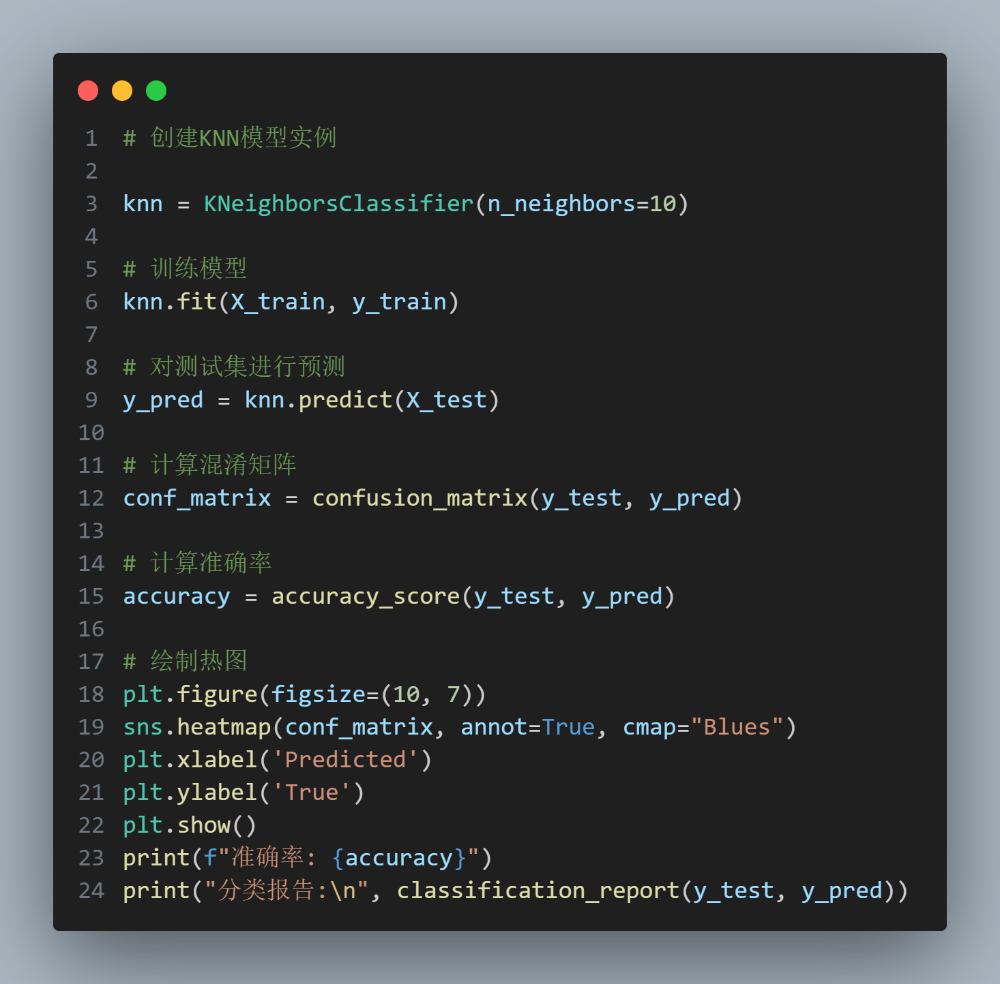 1 # 创建KNN模型实例
2
3 knn = KNeighborsClassifier(n_neighbors=10)
4
5 # 训练模型
6 knn.fit(X_train, y_train)
7
8 # 对测试集进行预测
9 y_pred = knn.predict(X_test)
10
11 # 计算混淆矩阵
12 conf_matrix = confusion_matrix(y_test, y_pred)
13
14 # 计算准确率
15 accuracy = accuracy_score(y_test, y_pred)
16
17 # 绘制热图
18 plt.figure(figsize=(10, 7))
19 sns.heatmap(conf_matrix, annot=True, cmap="Blues")
20 plt.xlabel('Predicted')
21 plt.ylabel('True')
22 plt.show()
23 print(f"准确率: {accuracy}")
24 print("分类报告:\n", classification_report(y_test, y_pred))